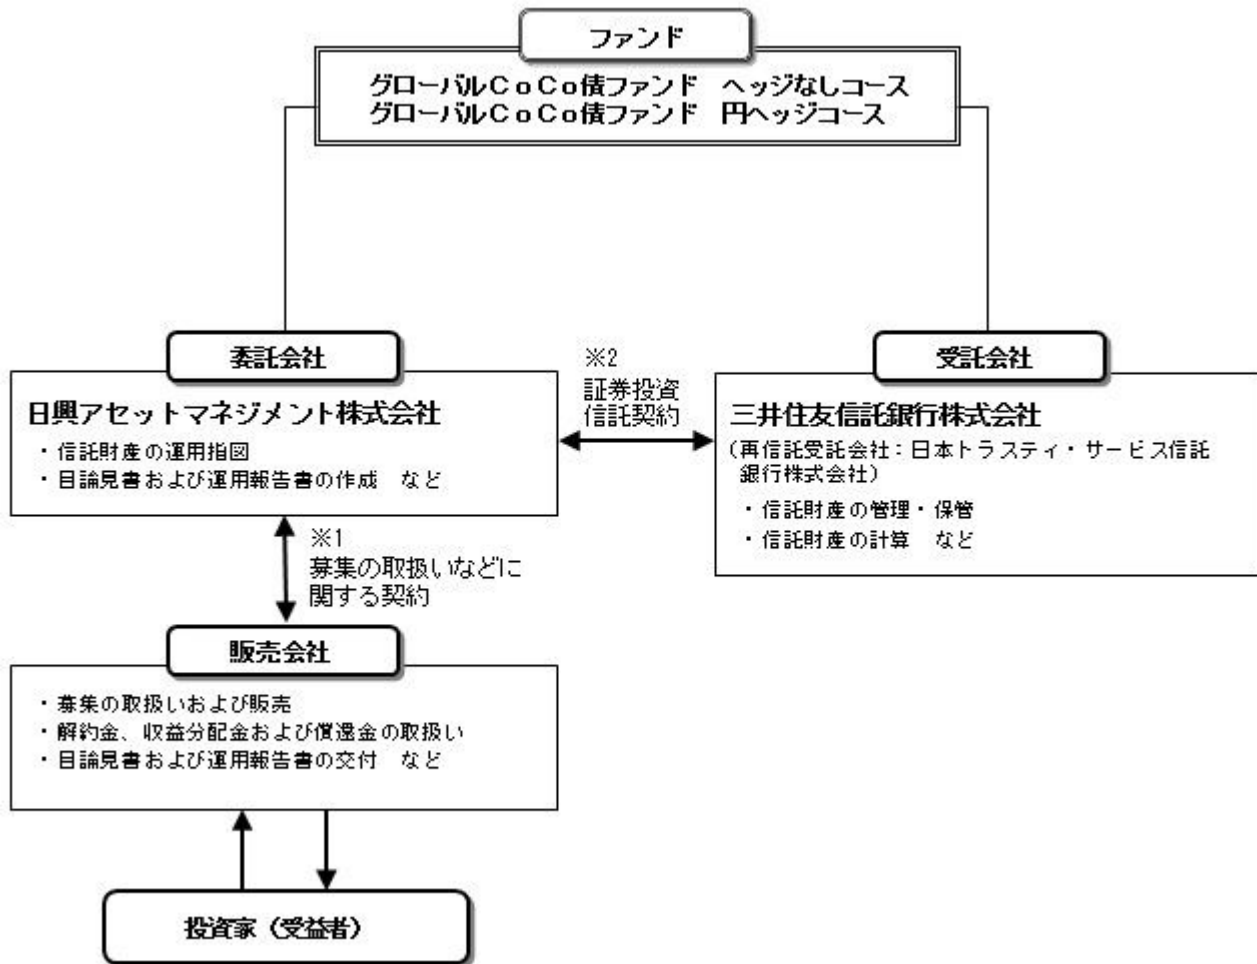 ファンド
グローバルCoCo債ファンド　ヘッジなしコース
グローバルCoCo債ファンド　円ヘッジコース
委託会社
日興アセットマネジメント株式会社
・信託財産の運用指図
・目論見書および運用報告書の作成　など
※2
証券投資
信託契約
受託会社
三井住友信託銀行株式会社
（再信託受託会社：日本トラスティ・サービス信託
銀行株式会社）
・信託財産の管理・保管
・信託財産の計算　など
※1
募集の取扱いなどに
関する契約
販売会社
・募集の取扱いおよび販売
・解約金、収益分配金および償還金の取扱い
・目論見書および運用報告書の交付　など
投資家（受益者）